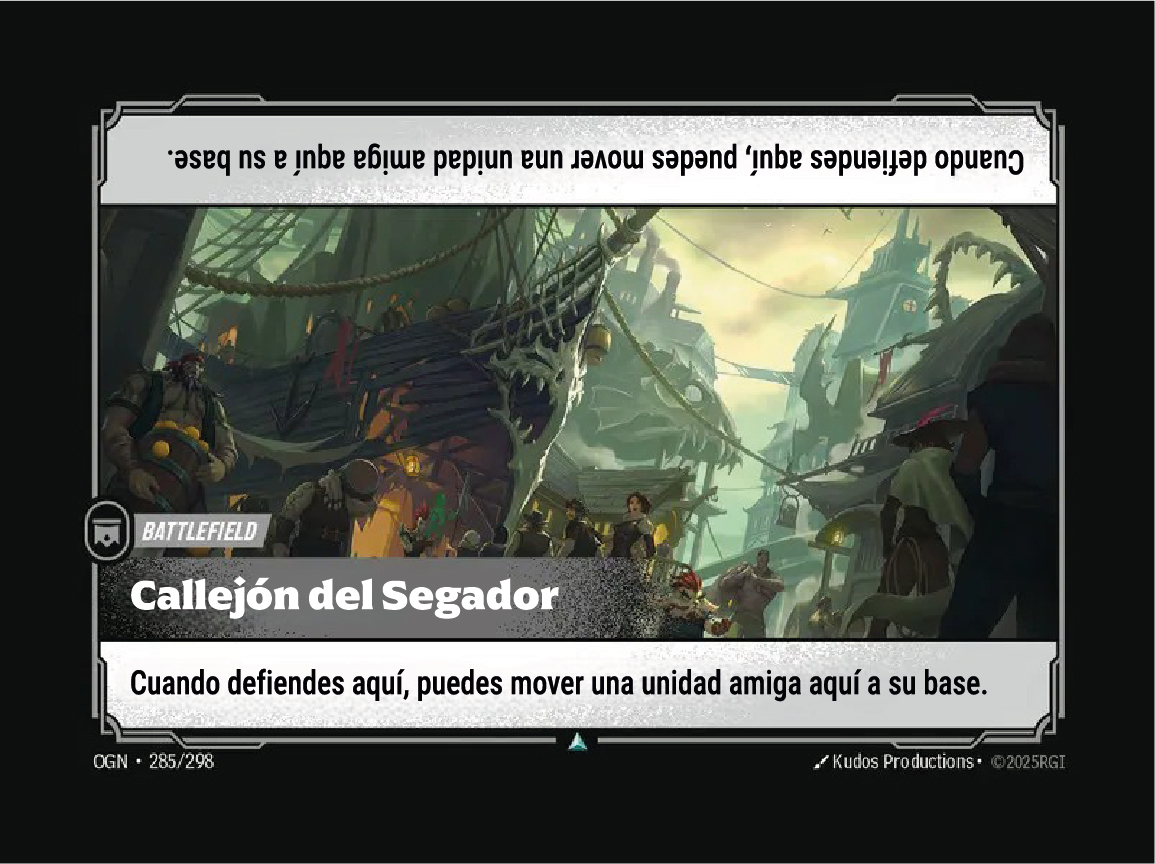 Cuando defiendes aquí, puedes mover una unidad amiga aquí a su base.
BATTLEFIELD
Callejón del Segador
Cuando defiendes aquí, puedes mover una unidad amiga aquí a su base.
OGN • 285/298
Kudos Productions • ©2025RGI